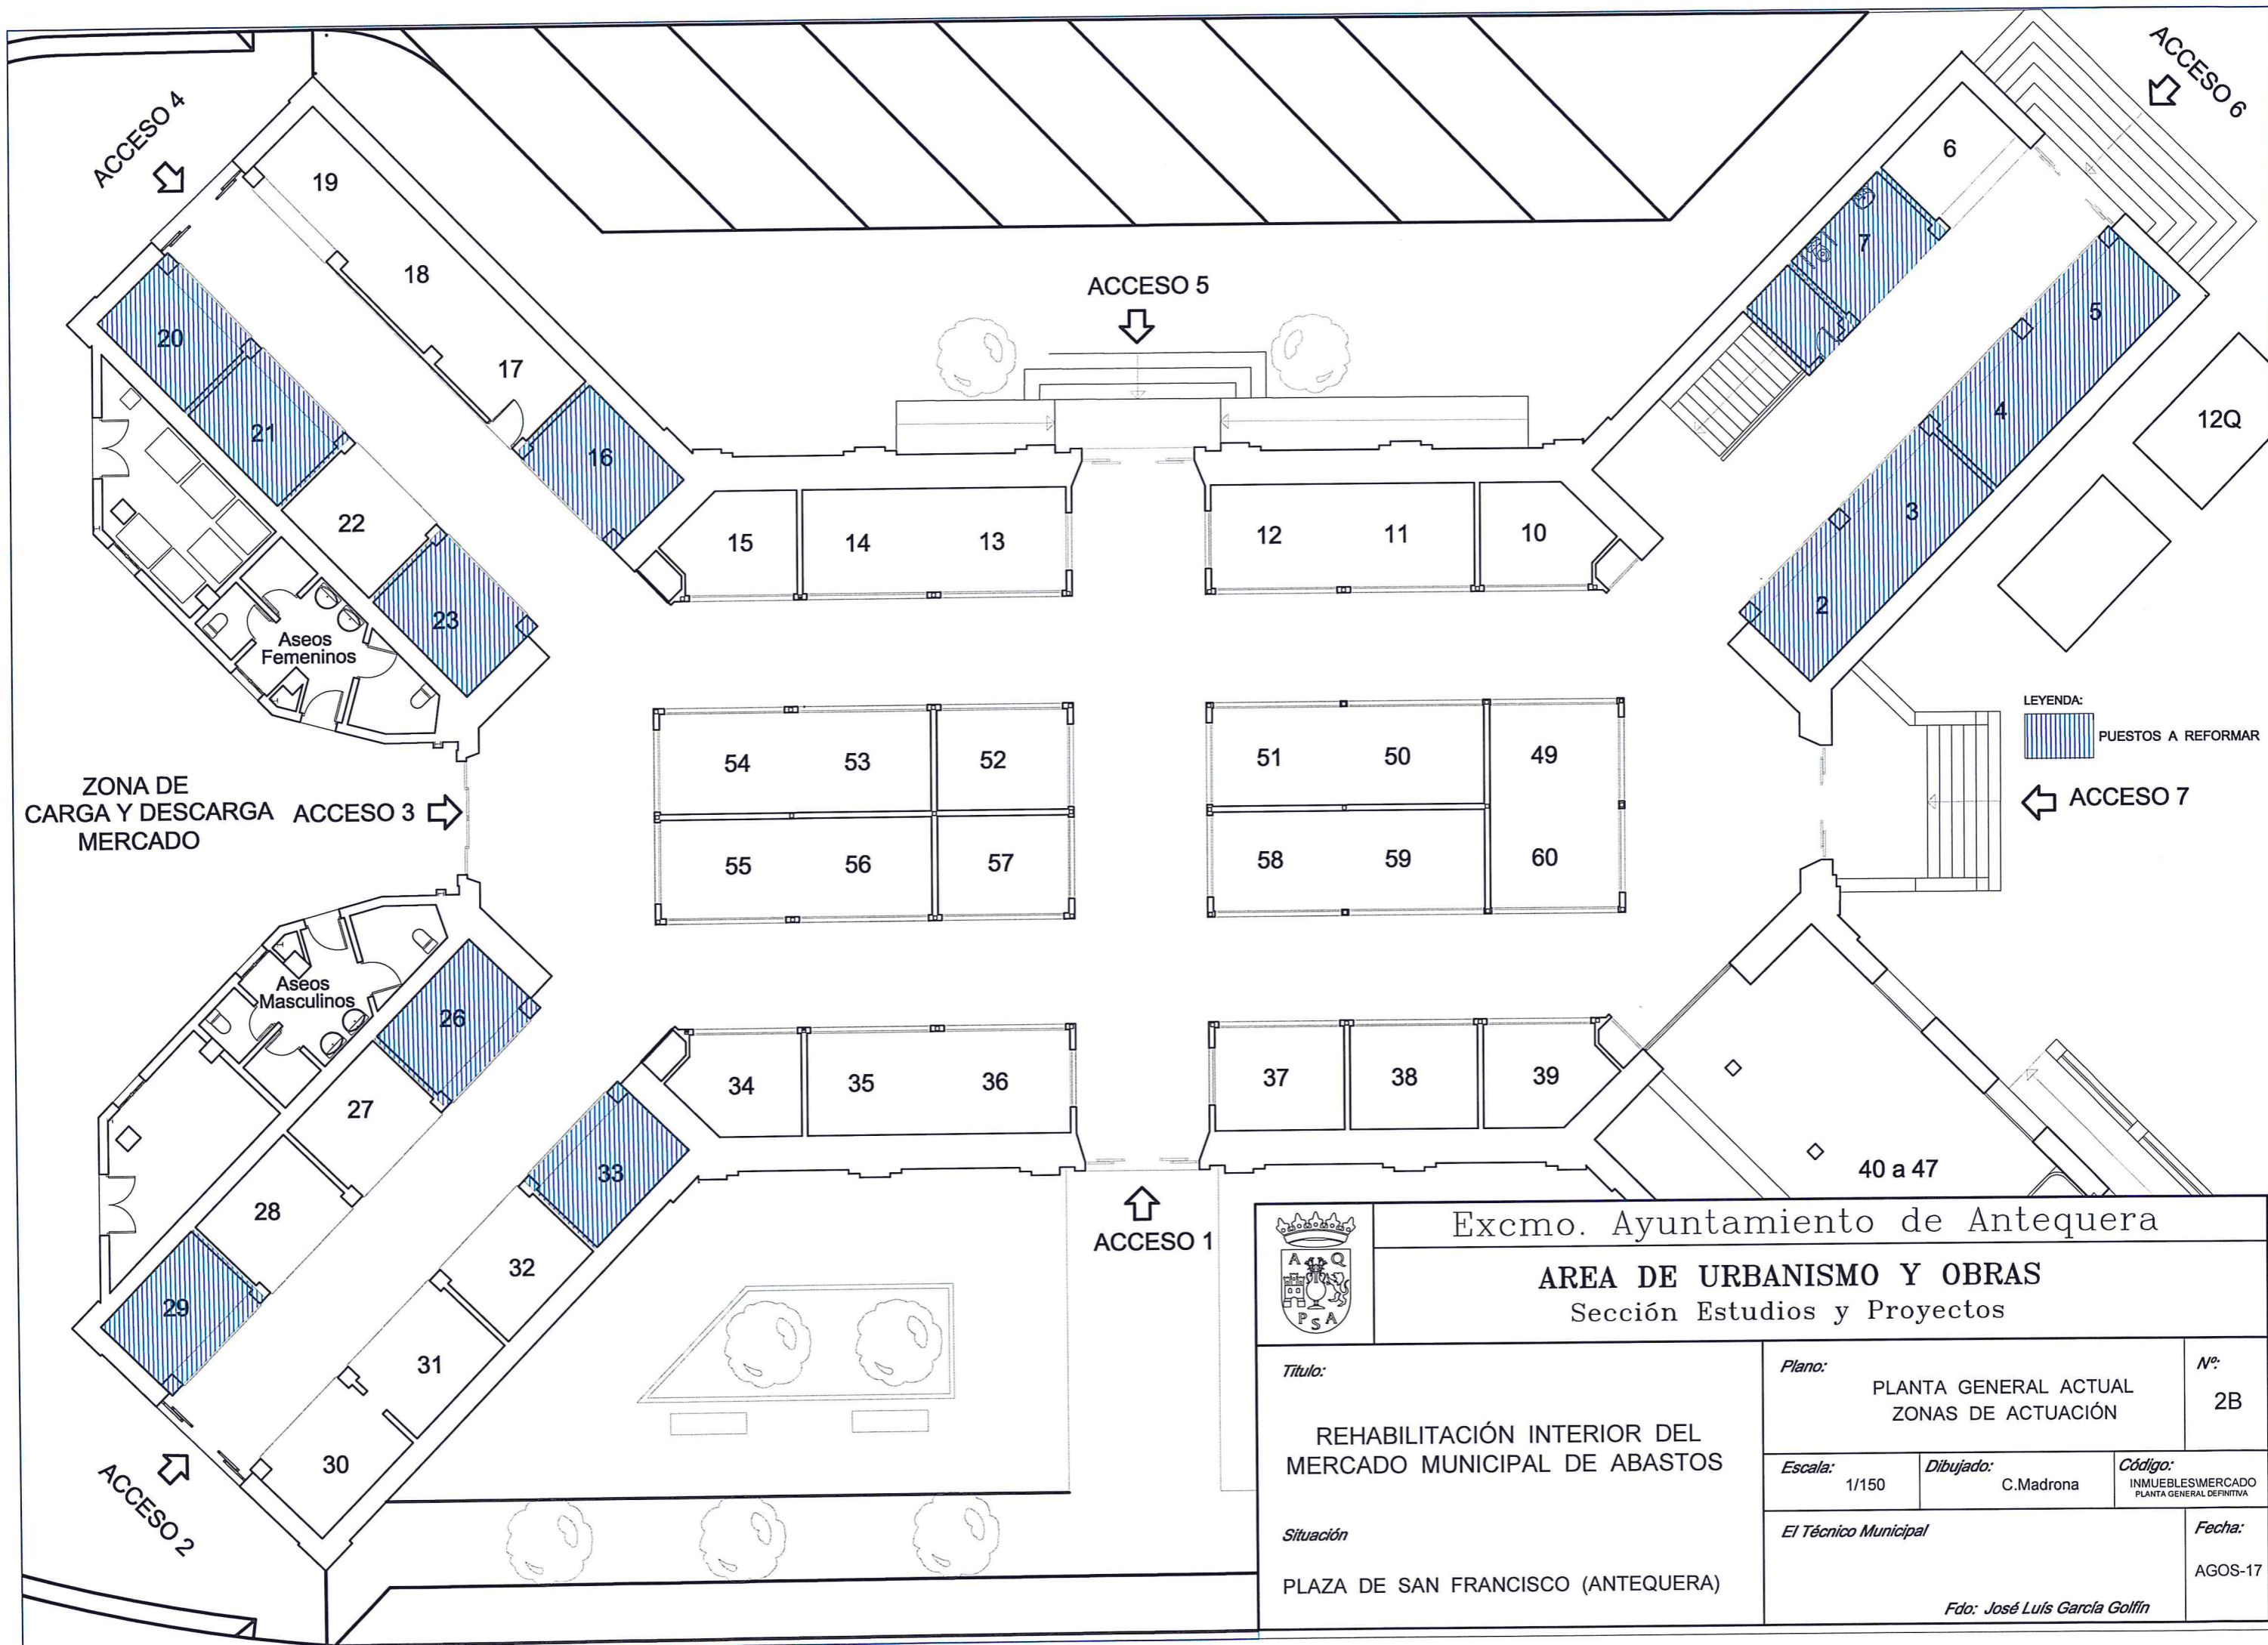 ACCESO 4
ACCESO 6
19
6
18
7
ACCESO 5
20
5
17
12Q
21
4
16
22
3
15
14
13
12
11
10
23
2
Aseos
Femeninos
LEYENDA:
PUESTOS A REFORMAR
54
53
52
51
50
49
ZONA DE
CARGA Y DESCARGA
MERCADO
ACCESO 3
ACCESO 7
55
56
57
58
59
60
Aseos
Masculinos
26
27
34
35
36
37
38
39
28
33
40 a 47
ACCESO 1
32
29
31
30
ACCESO 2
A Q
P S A
Excmo. Ayuntamiento de Antequera
AREA DE URBANISMO Y OBRAS
Sección Estudios y Proyectos
Titulo:
REHABILITACIÓN INTERIOR DEL
MERCADO MUNICIPAL DE ABASTOS
Situación
PLAZA DE SAN FRANCISCO (ANTEQUERA)
Plano:
PLANTA GENERAL ACTUAL
ZONAS DE ACTUACIÓN
Nº:
2B
Escala:
1/150
Dibujado:
C.Madrona
Código:
INMUEBLES\MERCADO
PLANTA GENERAL DEFINITIVA
El Técnico Municipal
Fdo: José Luís García Golfín
Fecha:
AGOS-17